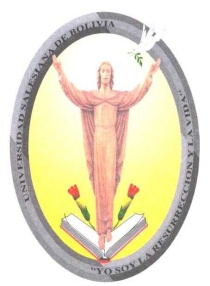 UNIVERSIDAD SALESIANA DE BOLIVIA
"YO SOY LA RESURRECCION Y LA VIDA"